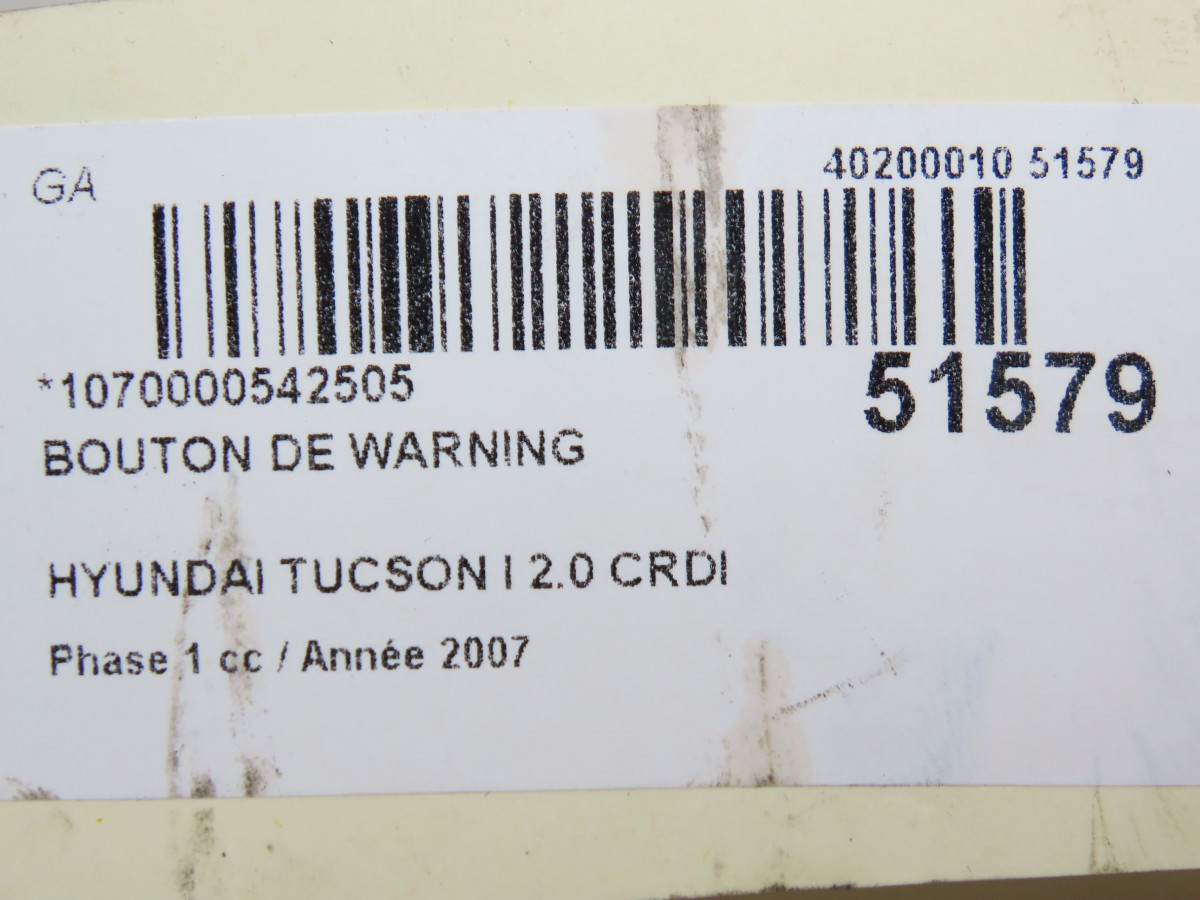 GA
40200010 51579
*1070000542505
51579
BOUTON DE WARNING
HYUNDAI TUCSON I 2.0 CRDI
Phase 1 cc / Année 2007